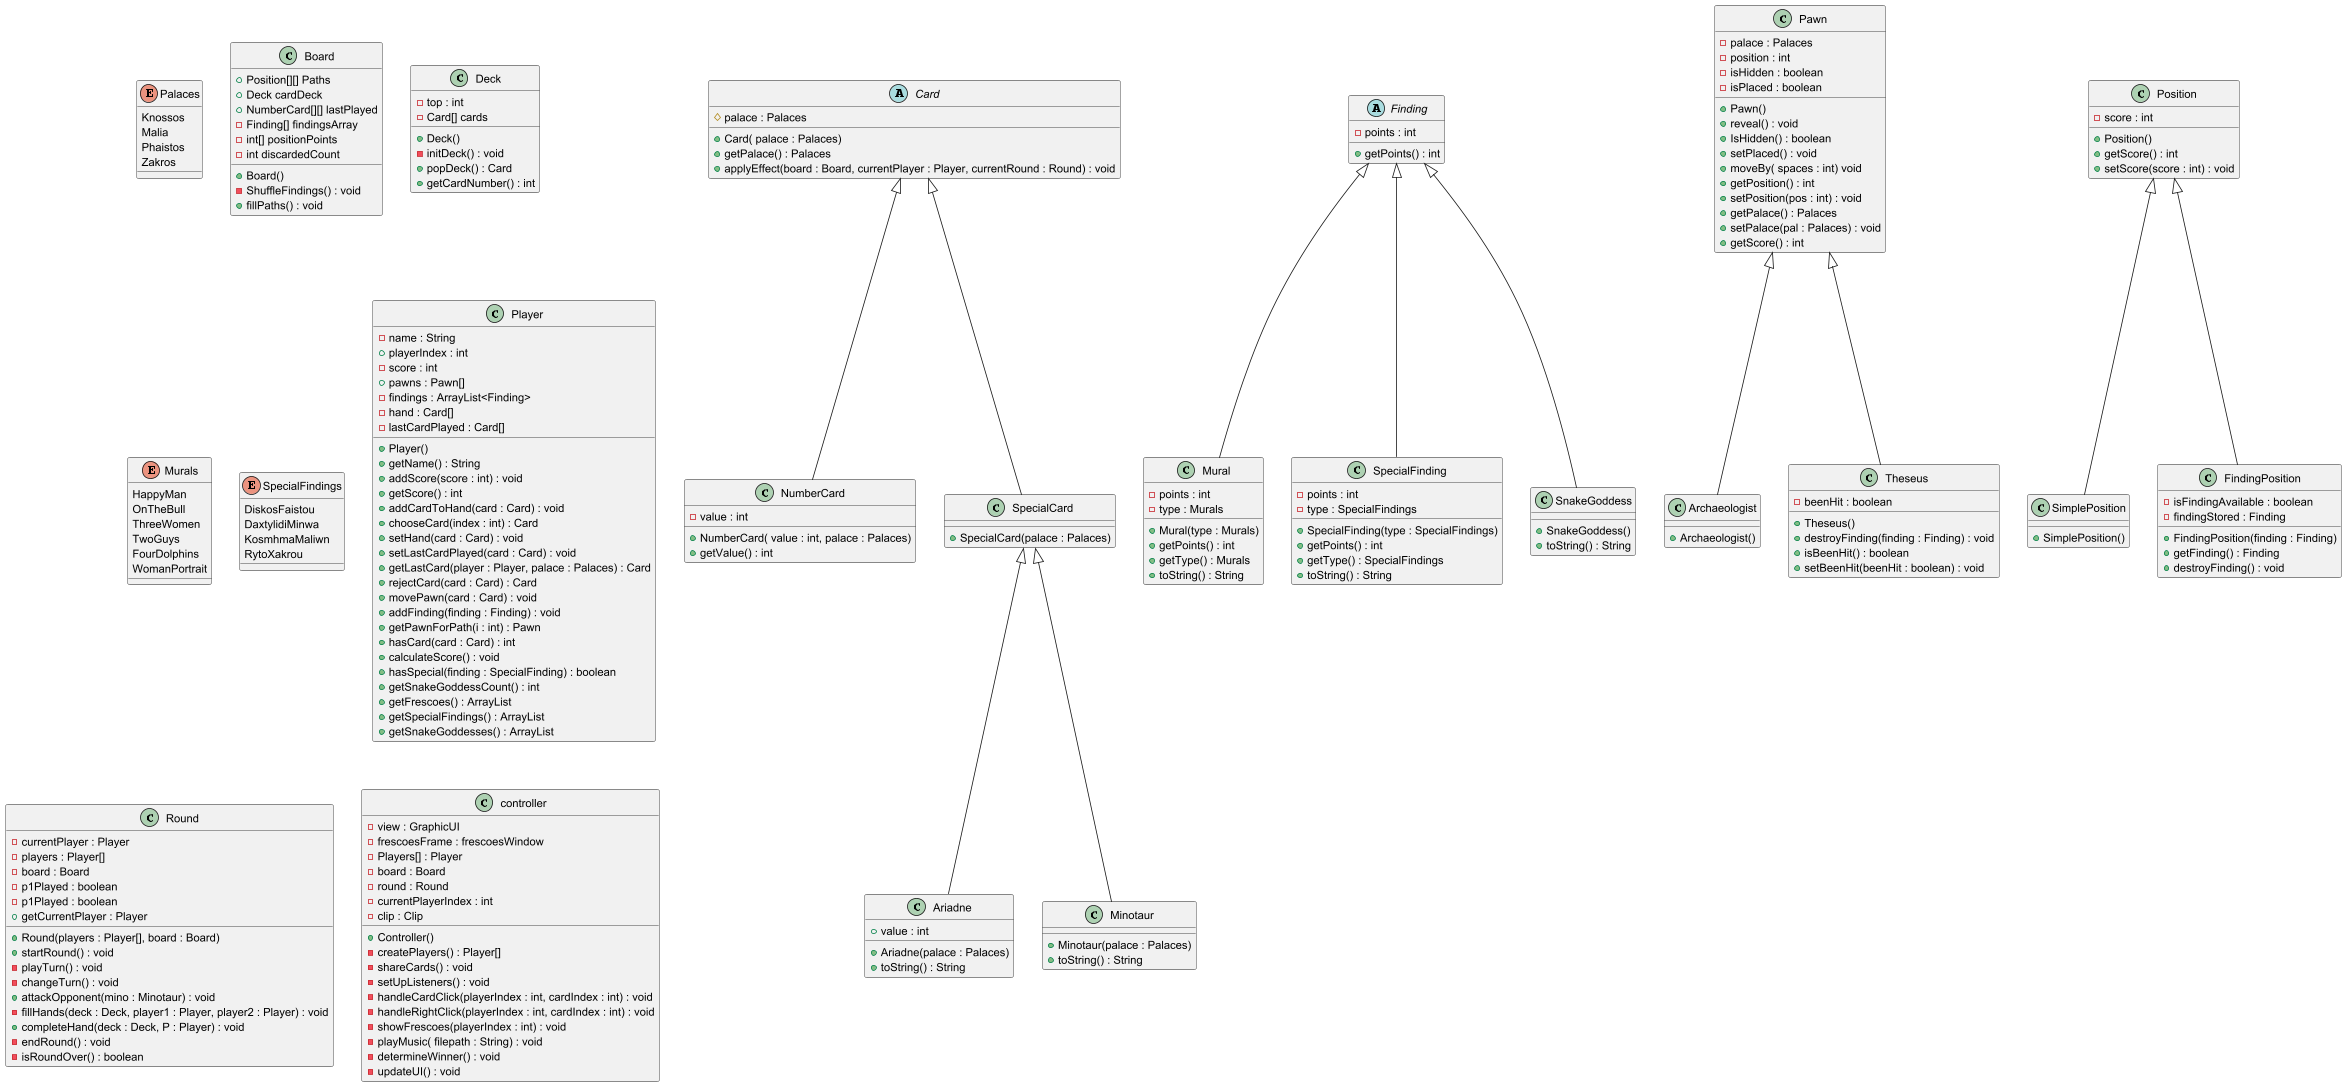 Palaces
Knossos
Malia
Phaistos
Zakros
Board
Position[][] Paths
Deck cardDeck
NumberCard[][] lastPlayed
Finding[] findingsArray
int[] positionPoints
int discardedCount
Board()
ShuffleFindings() : void
fillPaths() : void
Deck
top : int
Card[] cards
Deck()
initDeck() : void
popDeck() : Card
getCardNumber() : int
Card
palace : Palaces
Card( palace : Palaces)
getPalace() : Palaces
applyEffect(board : Board, currentPlayer : Player, currentRound : Round) : void
Finding
points : int
getPoints() : int
Pawn
palace : Palaces
position : int
isHidden : boolean
isPlaced : boolean
Pawn()
reveal() : void
IsHidden() : boolean
setPlaced() : void
moveBy( spaces : int) void
getPosition() : int
setPosition(pos : int) : void
getPalace() : Palaces
setPalace(pal : Palaces) : void
getScore() : int
Position
score : int
Position()
getScore() : int
setScore(score : int) : void
Murals
HappyMan
OnTheBull
ThreeWomen
TwoGuys
FourDolphins
WomanPortrait
SpecialFindings
DiskosFaistou
DaxtylidiMinwa
KosmhmaMaliwn
RytoXakrou
Player
name : String
playerIndex : int
score : int
pawns : Pawn[]
findings : ArrayList<Finding>
hand : Card[]
lastCardPlayed : Card[]
Player()
getName() : String
addScore(score : int) : void
getScore() : int
addCardToHand(card : Card) : void
chooseCard(index : int) : Card
setHand(card : Card) : void
setLastCardPlayed(card : Card) : void
getLastCard(player : Player, palace : Palaces) : Card
rejectCard(card : Card) : Card
movePawn(card : Card) : void
addFinding(finding : Finding) : void
getPawnForPath(i : int) : Pawn
hasCard(card : Card) : int
calculateScore() : void
hasSpecial(finding : SpecialFinding) : boolean
getSnakeGoddessCount() : int
getFrescoes() : ArrayList
getSpecialFindings() : ArrayList
getSnakeGoddesses() : ArrayList
NumberCard
value : int
NumberCard( value : int, palace : Palaces)
getValue() : int
SpecialCard
SpecialCard(palace : Palaces)
Mural
points : int
type : Murals
Mural(type : Murals)
getPoints() : int
getType() : Murals
toString() : String
SpecialFinding
points : int
type : SpecialFindings
SpecialFinding(type : SpecialFindings)
getPoints() : int
getType() : SpecialFindings
toString() : String
SnakeGoddess
SnakeGoddess()
toString() : String
Archaeologist
Archaeologist()
Theseus
beenHit : boolean
Theseus()
destroyFinding(finding : Finding) : void
isBeenHit() : boolean
setBeenHit(beenHit : boolean) : void
SimplePosition
SimplePosition()
FindingPosition
isFindingAvailable : boolean
findingStored : Finding
FindingPosition(finding : Finding)
getFinding() : Finding
destroyFinding() : void
Round
currentPlayer : Player
players : Player[]
board : Board
p1Played : boolean
p1Played : boolean
getCurrentPlayer : Player
Round(players : Player[], board : Board)
startRound() : void
playTurn() : void
changeTurn() : void
attackOpponent(mino : Minotaur) : void
fillHands(deck : Deck, player1 : Player, player2 : Player) : void
completeHand(deck : Deck, P : Player) : void
endRound() : void
isRoundOver() : boolean
controller
view : GraphicUI
frescoesFrame : frescoesWindow
Players[] : Player
board : Board
round : Round
currentPlayerIndex : int
clip : Clip
Controller()
createPlayers() : Player[]
shareCards() : void
setUpListeners() : void
handleCardClick(playerIndex : int, cardIndex : int) : void
handleRightClick(playerIndex : int, cardIndex : int) : void
showFrescoes(playerIndex : int) : void
playMusic( filepath : String) : void
determineWinner() : void
updateUI() : void
Ariadne
value : int
Ariadne(palace : Palaces)
toString() : String
Minotaur
Minotaur(palace : Palaces)
toString() : String